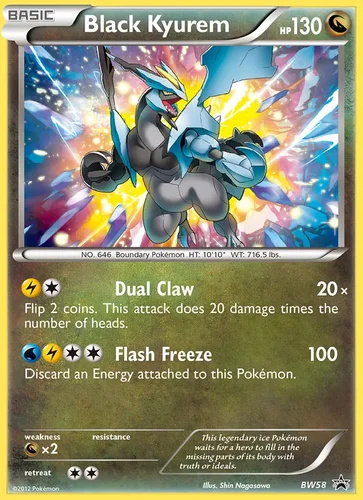 BASIC
Black Kyurem HP130
NO. 646 Boundary Pokémon HT: 10'10" WT: 716.5 lbs.
Dual Claw 20×
Flip 2 coins. This attack does 20 damage times the
number of heads.
Flash Freeze 100
Discard an Energy attached to this Pokémon.
weakness resistance
×2
retreat
This legendary ice Pokémon
waits for a hero to fill in the
missing parts of its body with
truth or ideals.
©2012 Pokémon
Illus. Shin Nagasawa
BW58
PROMO